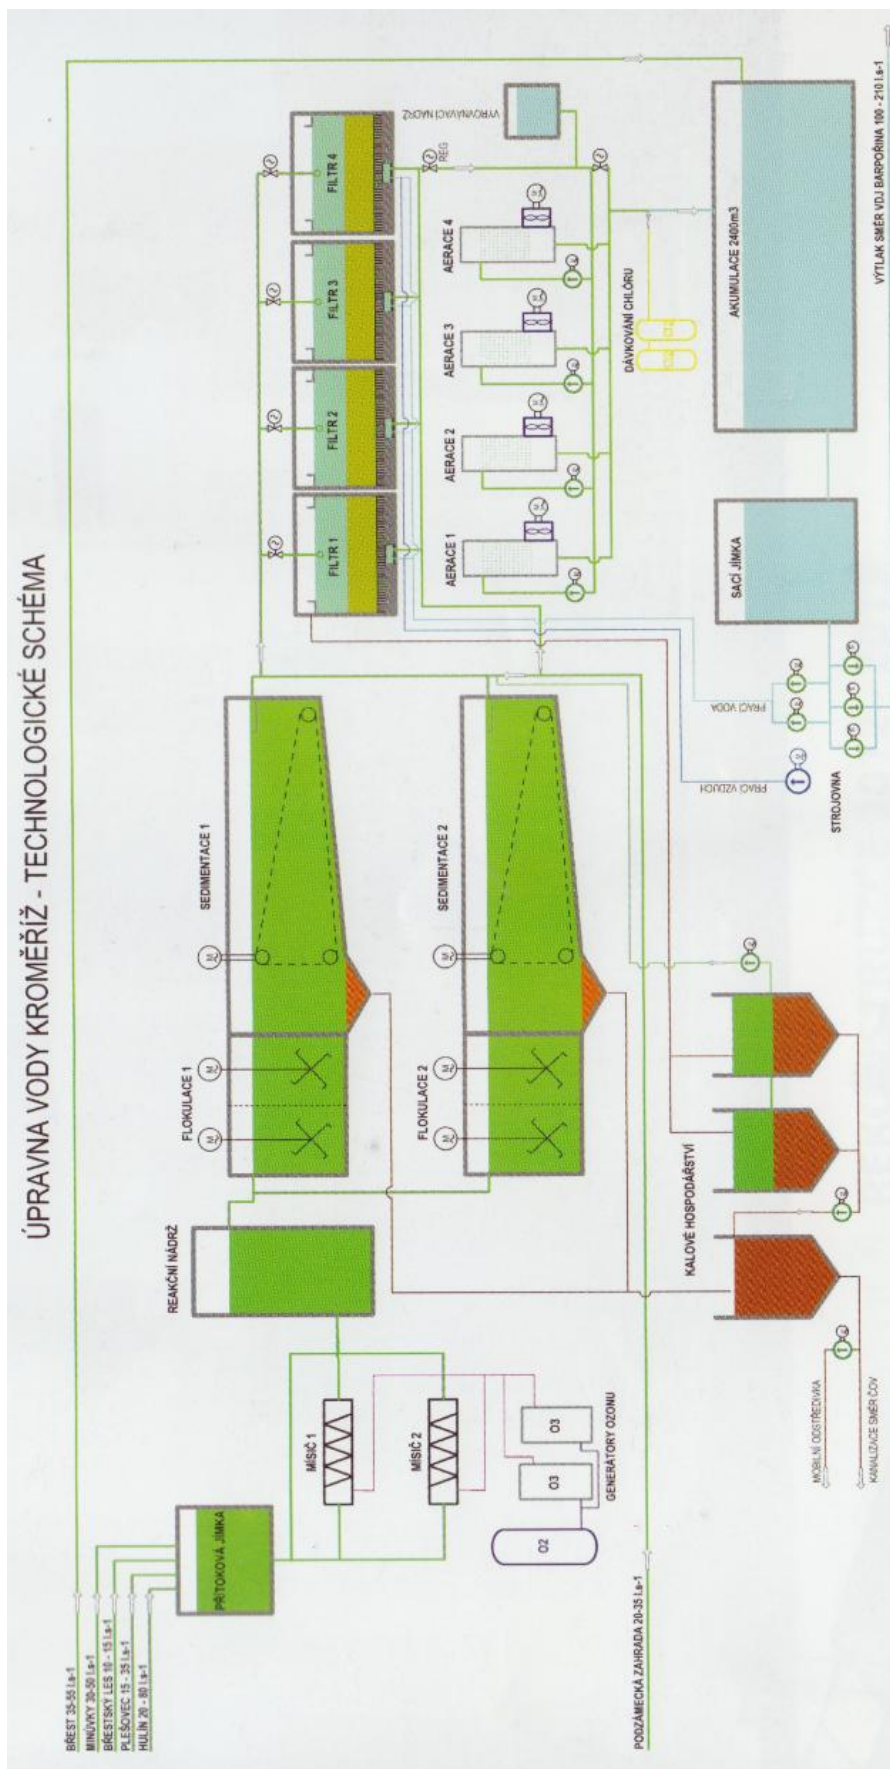 ÚPRAVNA VODY KROMĚŘÍŽ - TECHNOLOGICKÉ SCHÉMA
BŘEST 35-55 l.s-1
MINŮVKY 30-50 l.s-1
BŘESTSKÝ LES 10 - 15 l.s-1
PLEŠOVEC 15 - 35 l.s-1
HULÍN 20 - 80 l.s-1
PŘÍTOKOVÁ JÍMKA
MÍSIČ 1
MÍSIČ 2
O2
O3
O3
GENERÁTORY OZONU
REAKČNÍ NÁDRŽ
FLOKULACE 1
SEDIMENTACE 1
M
M
M
FLOKULACE 2
SEDIMENTACE 2
M
M
M
FILTR 1
FILTR 2
FILTR 3
FILTR 4
REG
VYROVNÁVACÍ NÁDRŽ
AERACE 1
AERACE 2
AERACE 3
AERACE 4
DÁVKOVÁNÍ CHLÓRU
AKUMULACE 2400m3
SACÍ JÍMKA
PRACÍ VODA
PRACÍ VZDUCH
STROJOVNA
VÝTLAK SMĚR VDJ BARPOŘINA 100 - 210 l.s-1
PODZÁMECKÁ ZAHRADA 20-35 l.s-1
KALOVÉ HOSPODÁŘSTVÍ
MOBILNÍ ODSTŘEDIVKA
KANALIZACE SMĚR ČOV